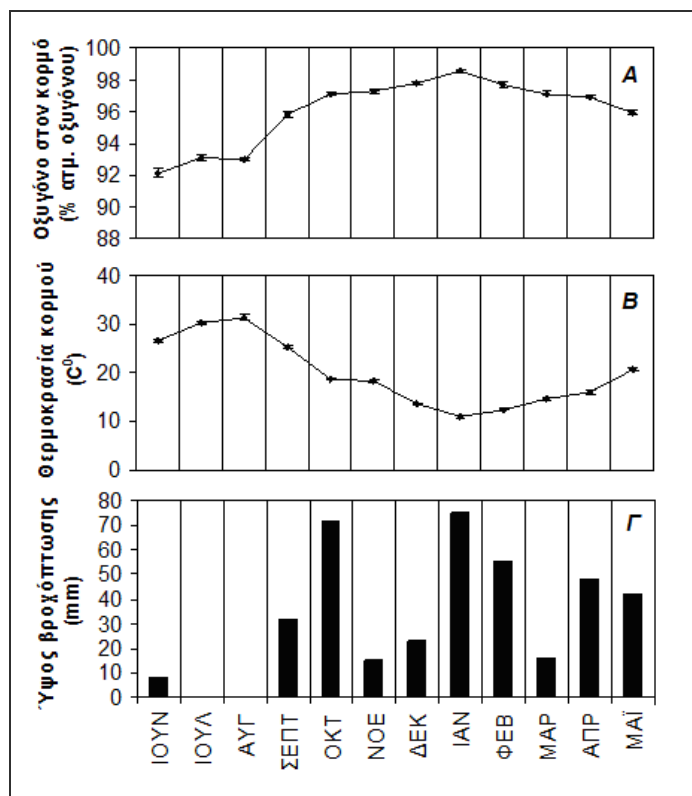 Οξυγόνο στον κορμό
(% ατμ. οξυγόνου)
100
98
96
94
92
90
88
Α
Θερμοκρασία κορμού
(C⁰)
40
30
20
10
0
Β
Ύψος βροχόπτωσης
(mm)
80
70
60
50
40
30
20
10
0
Γ
ΙΟΥΝ
ΙΟΥΛ
ΑΥΓ
ΣΕΠΤ
ΟΚΤ
ΝΟΕ
ΔΕΚ
ΙΑΝ
ΦΕΒ
ΜΑΡ
ΑΠΡ
ΜΑΪ